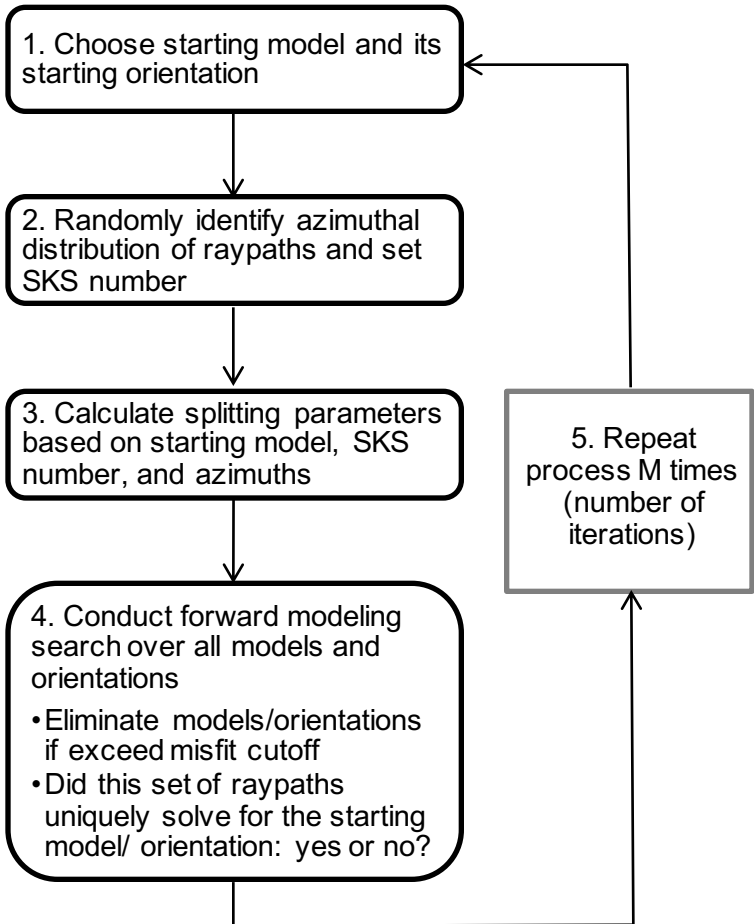 1. Choose starting model and its
starting orientation
2. Randomly identify azimuthal
distribution of raypaths and set
SKS number
3. Calculate splitting parameters
based on starting model, SKS
number, and azimuths
4. Conduct forward modeling
search over all models and
orientations
•Eliminate models/orientations
if exceed misfit cutoff
•Did this set of raypaths
uniquely solve for the starting
model/ orientation: yes or no?
5. Repeat
process M times
(number of
iterations)